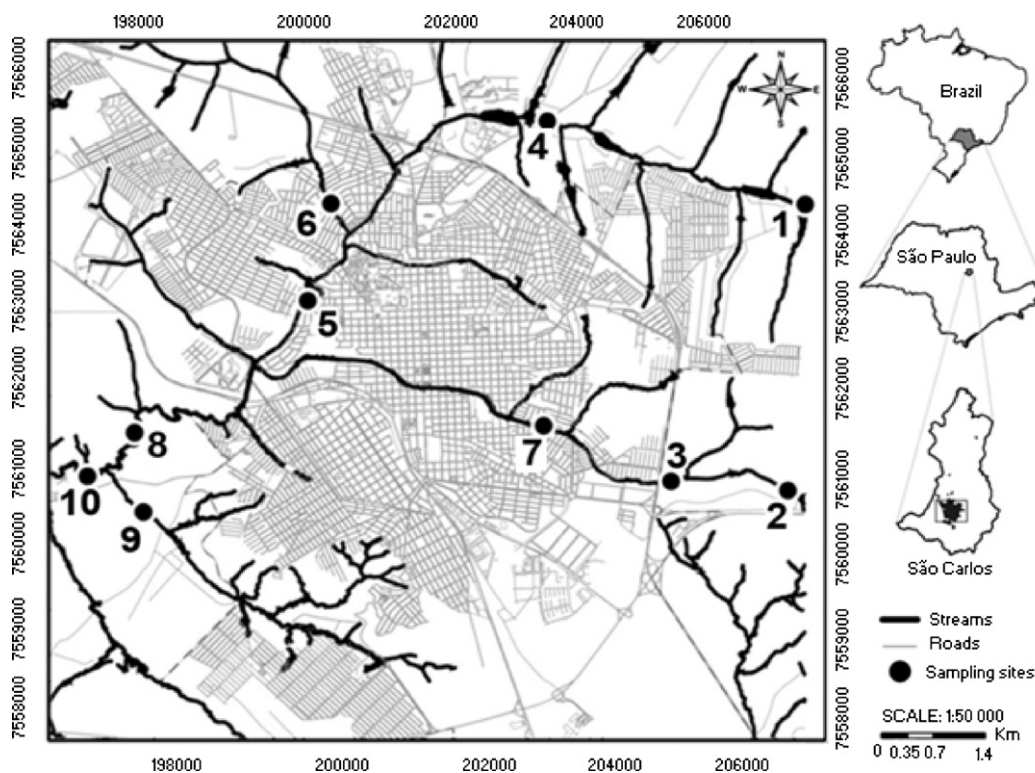 198000 200000 202000 204000 206000
7566000
7565000
7564000
7563000
7562000
7561000
7560000
7559000
7558000
N
W E
S
4
1
6
5
7
3
8
2
10
9
7566000
7565000
7564000
7563000
7562000
7561000
7560000
7559000
7558000
198000 200000 202000 204000 206000
Brazil
São Paulo
São Carlos
Streams
Roads
Sampling sites
SCALE: 1:50 000
Km
0 0.35 0.7 1.4